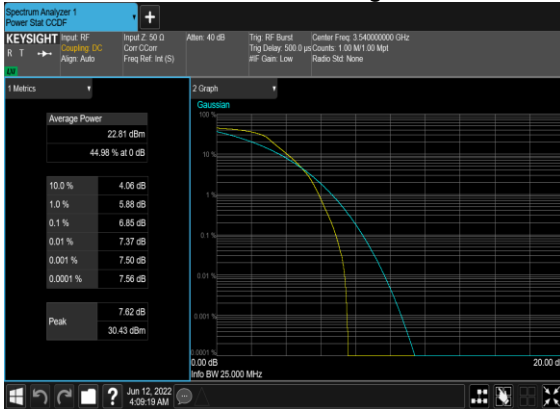 Spectrum Analyzer 1
Power Stat CCDF
+
KEYSIGHT
R T
LV
Input: RF
Coupling: DC
Align: Auto
Input Z: 50 Ω
Corr CCorr
Freq Ref: Int (S)
Atten: 40 dB
Trig: RF Burst
Trig Delay: 500.0 µs
#IF Gain: Low
Center Freq: 3.540000000 GHz
Counts: 1.00 M/1.00 Mpt
Radio Std: None
1 Metrics
Average Power
22.81 dBm
44.98 % at 0 dB
10.0 % 4.06 dB
1.0 % 5.88 dB
0.1 % 6.85 dB
0.01 % 7.37 dB
0.001 % 7.50 dB
0.0001 % 7.56 dB
Peak
7.62 dB
30.43 dBm
2 Graph
Gaussian
100 %
10 %
1 %
0.1 %
0.01 %
0.001 %
0.0001 %
0.00 dB
20.00 d
Info BW 25.000 MHz
?
Jun 12, 2022
4:09:19 AM